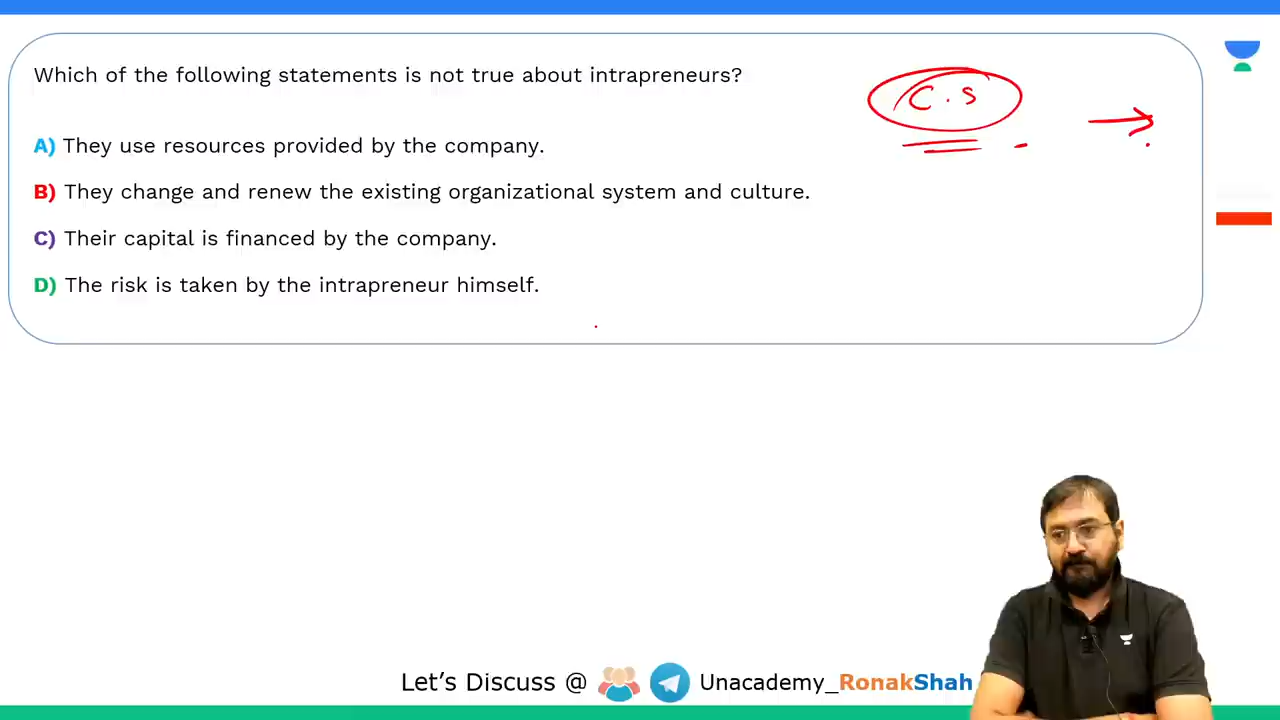 Which of the following statements is not true about intrapreneurs?
C.S
A) They use resources provided by the company.
B) They change and renew the existing organizational system and culture.
C) Their capital is financed by the company.
D) The risk is taken by the intrapreneur himself.
Let’s Discuss @ Unacademy_RonakShah